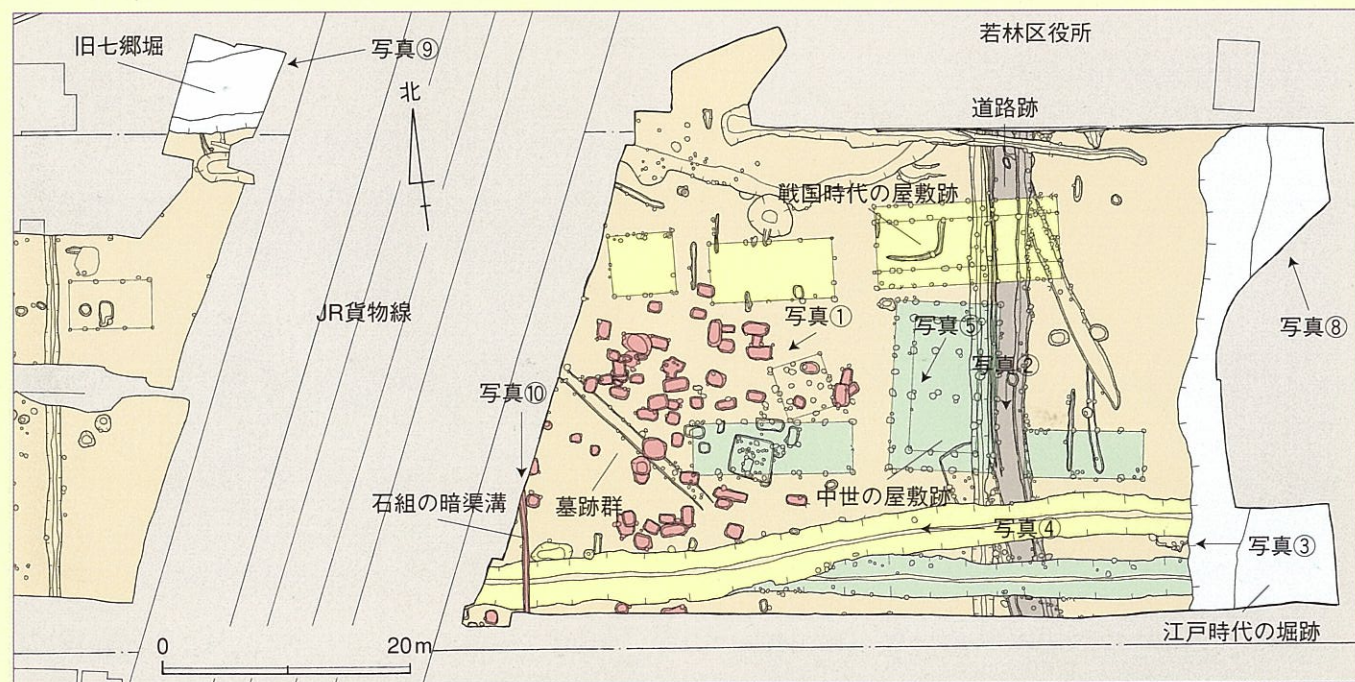 旧七郷堀
写真⑨
北
若林区役所
道路跡
戦国時代の屋敷跡
JR貨物線
写真①
写真⑤
写真②
写真⑧
写真⑩
石組の暗渠溝
墓跡群
中世の屋敷跡
写真④
写真③
江戸時代の堀跡
0
20m